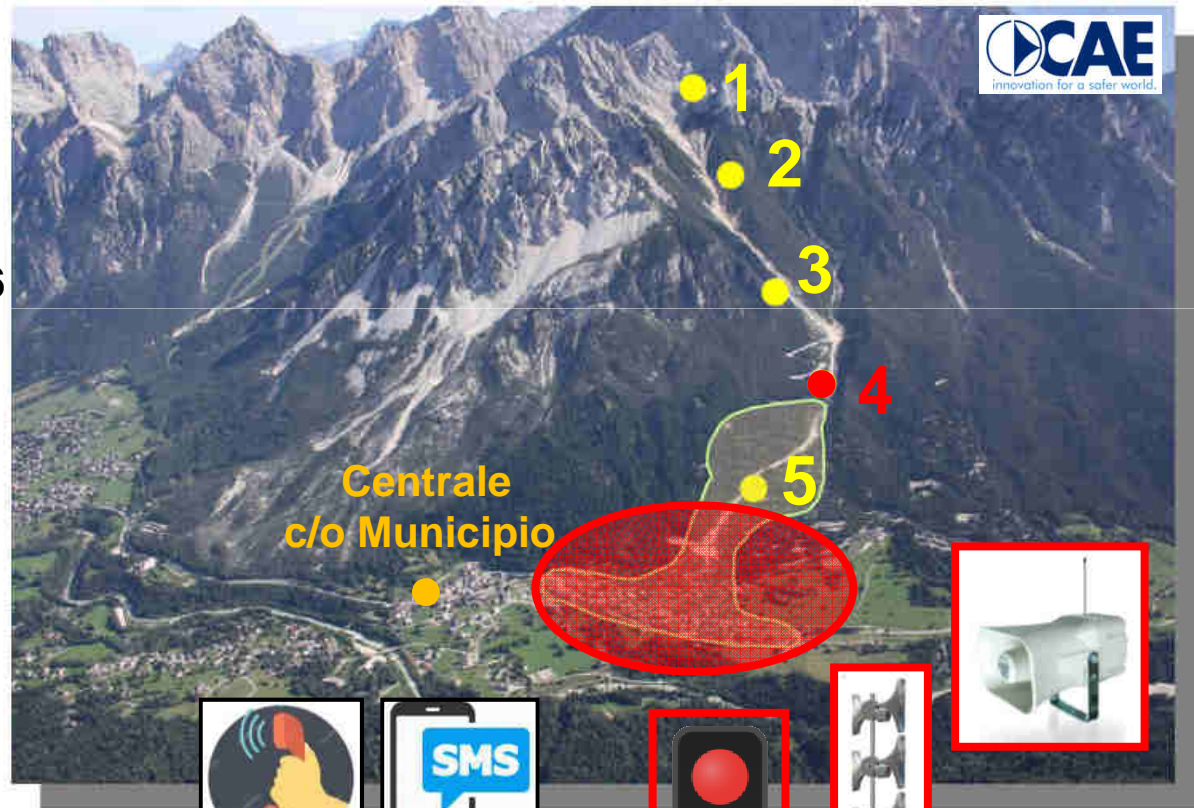 CAE
innovation for a safer world.
1
2
3
4
5
Centrale
c/o Municipio
SMS
s